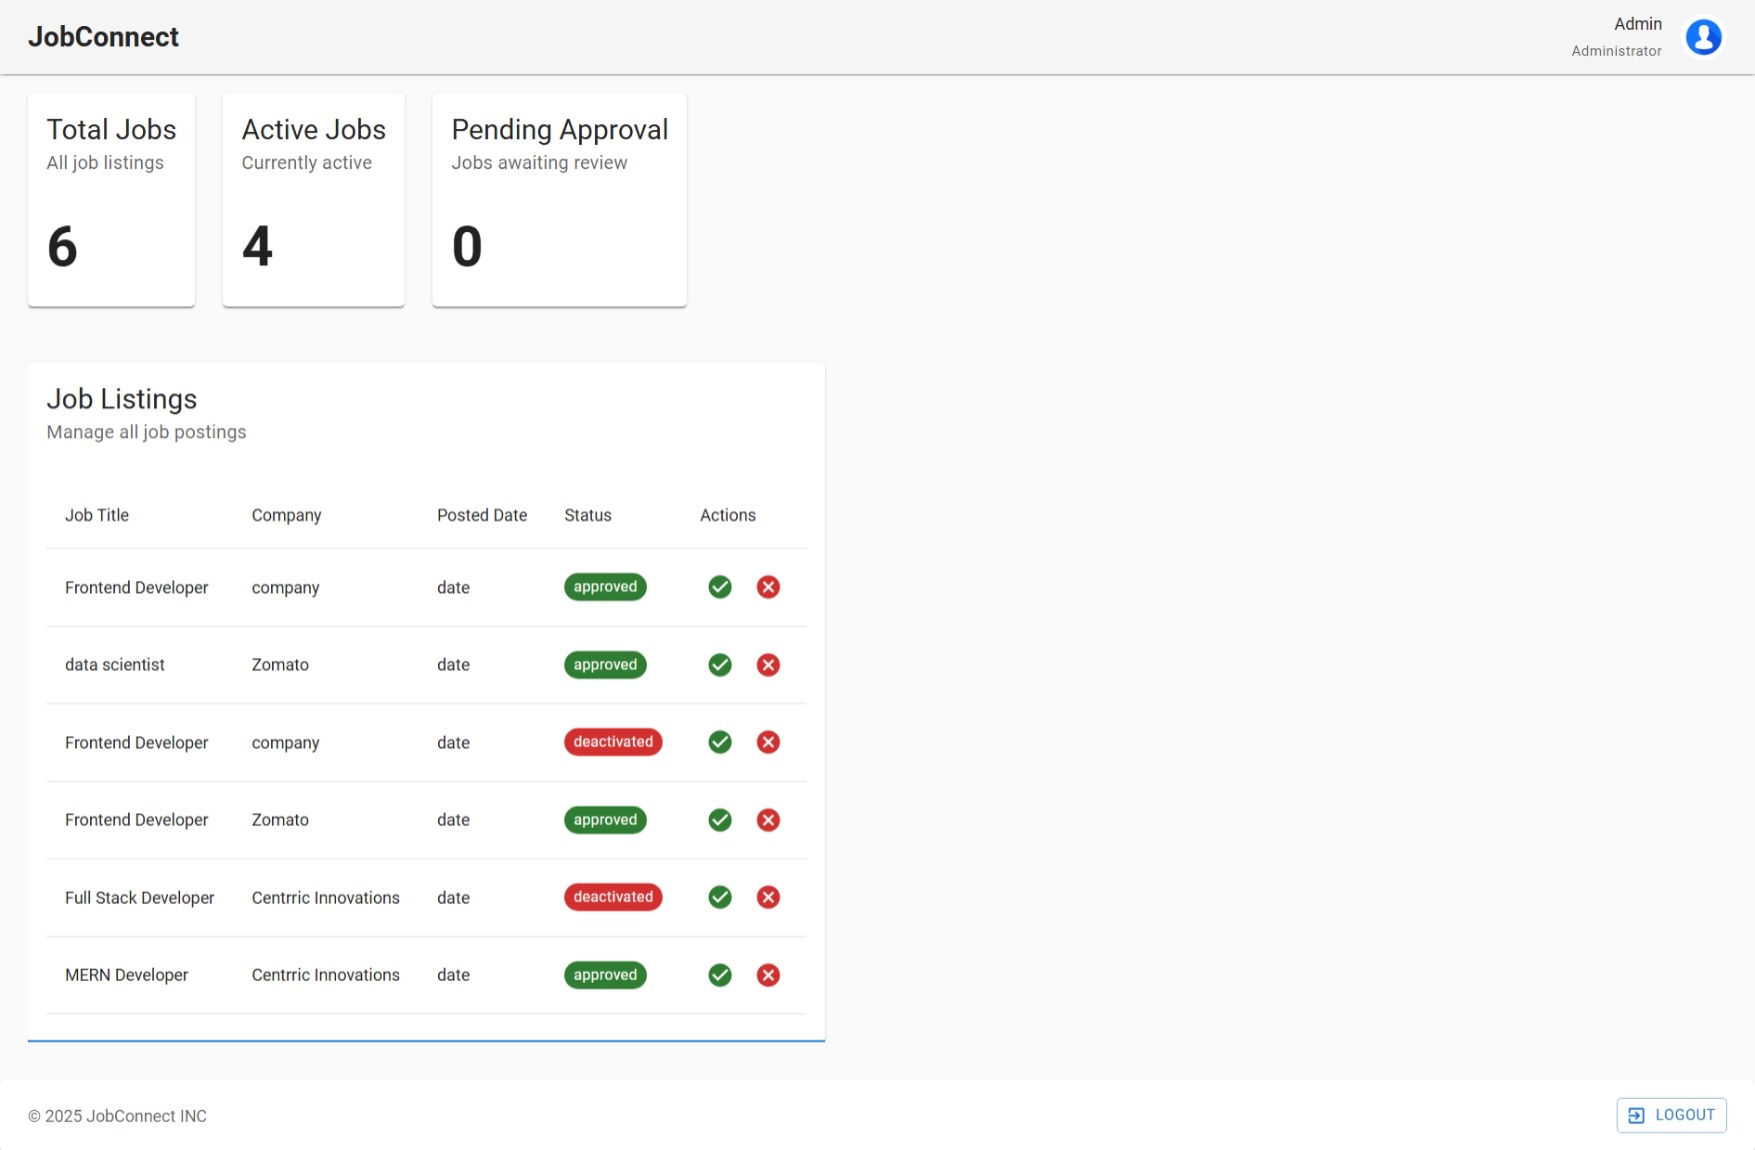 JobConnect
Admin
Administrator
Total Jobs
All job listings
6
Active Jobs
Currently active
4
Pending Approval
Jobs awaiting review
0
Job Listings
Manage all job postings
Job Title Company Posted Date Status Actions
Frontend Developer company date approved
data scientist Zomato date approved
Frontend Developer company date deactivated
Frontend Developer Zomato date approved
Full Stack Developer Centrric Innovations date deactivated
MERN Developer Centrric Innovations date approved
© 2025 JobConnect INC
LOGOUT